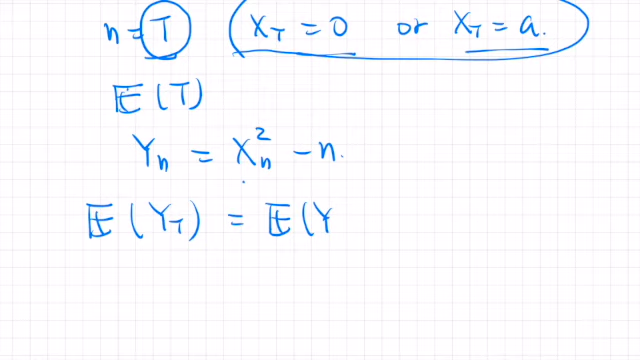 n = T ( X_T = 0 or X_T = a. )
𝔼 (T)
Y_n = X_n^2 - n.
𝔼 ( Y_T ) = 𝔼 ( Y